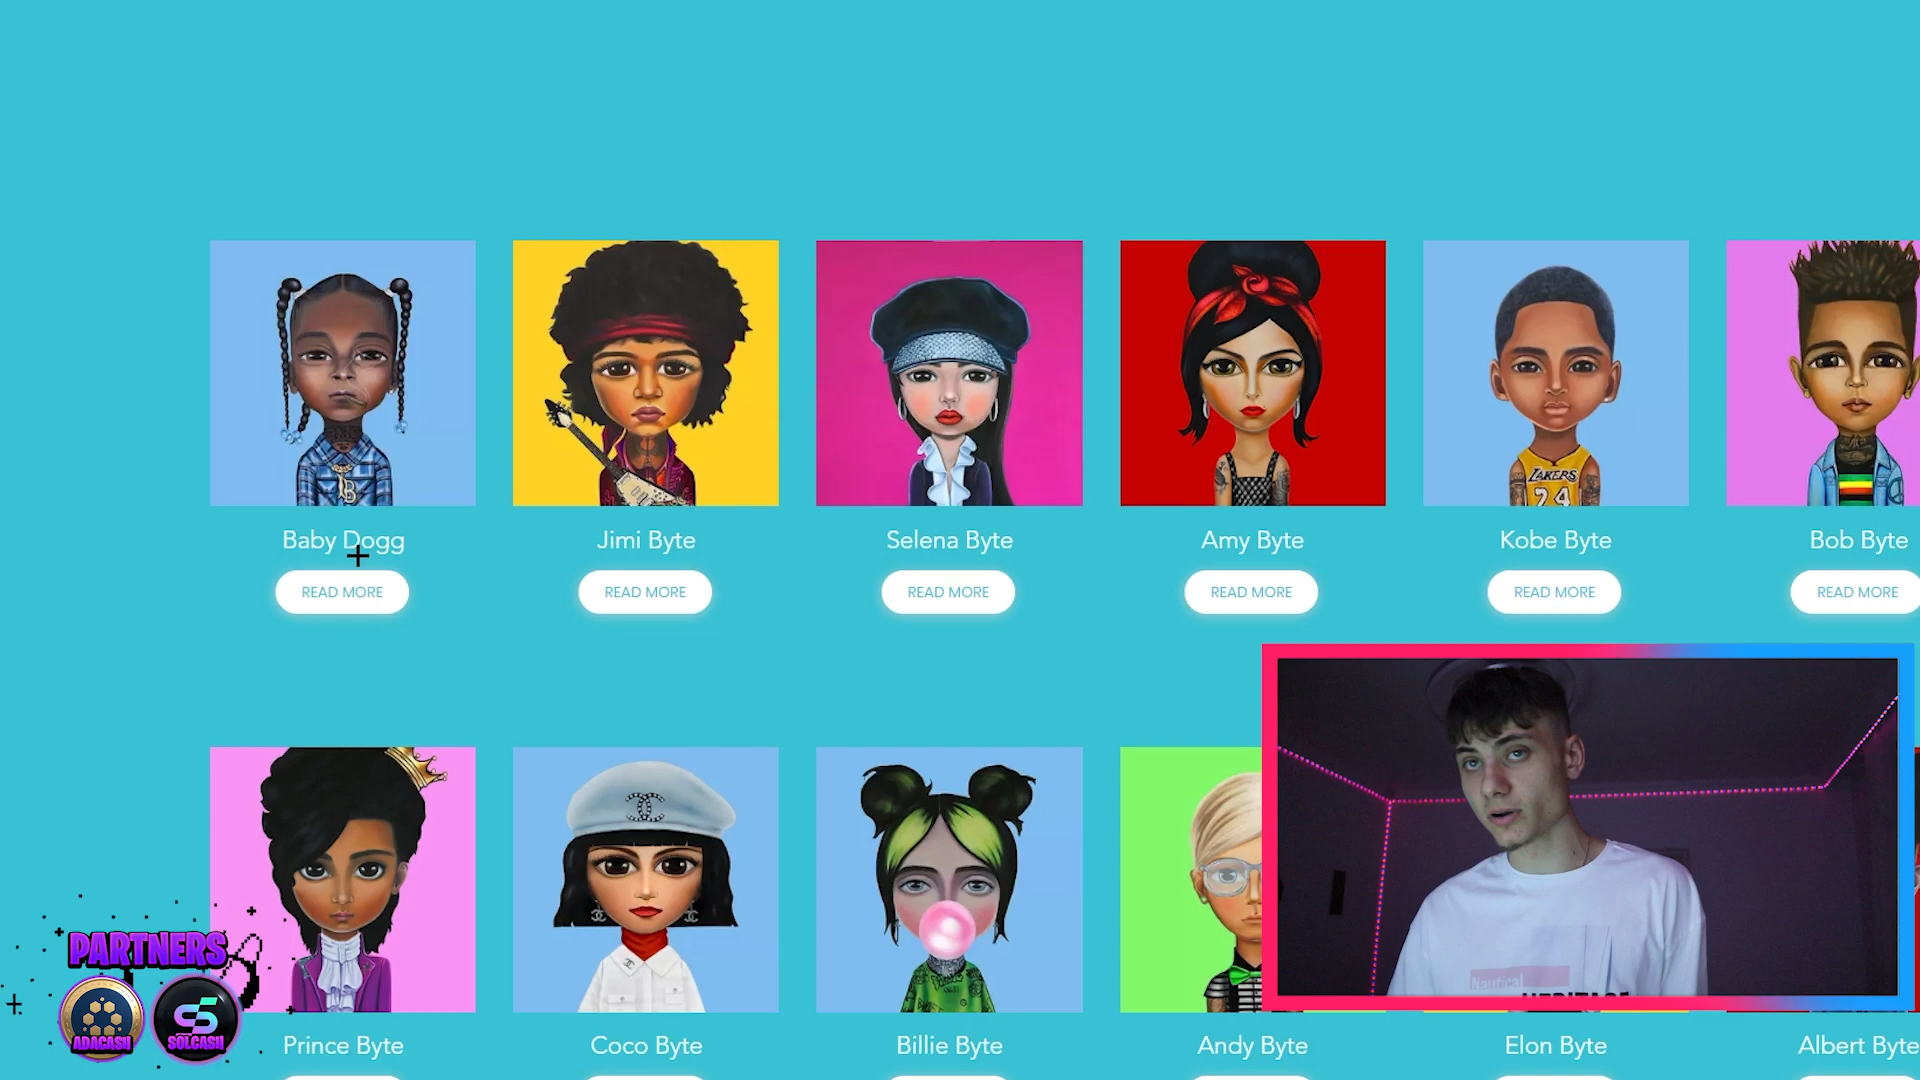 LAKERS
24
B
Baby Dogg
Jimi Byte
Selena Byte
Amy Byte
Kobe Byte
Bob Byte
READ MORE
READ MORE
READ MORE
READ MORE
READ MORE
READ MORE
PARTNERS
ADACASH
SOLCASH
Nautical
HERITAGE
Prince Byte
Coco Byte
Billie Byte
Andy Byte
Elon Byte
Albert Byte